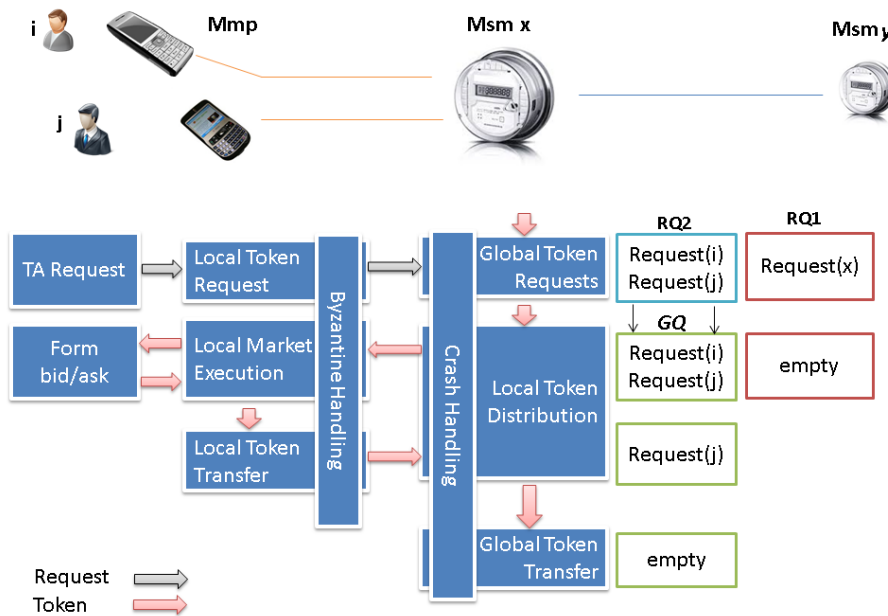 i
Mmp
Msm x
Msm y
j
RQ2
RQ1
TA Request
Local Token
Request
Global Token
Requests
Request(i)
Request(j)
Request(x)
Byzantine Handling
Crash Handling
GQ
Form
bid/ask
Local Market
Execution
Local Token
Distribution
Request(i)
Request(j)
empty
Local Token
Transfer
Request(j)
Global Token
Transfer
empty
Request
Token